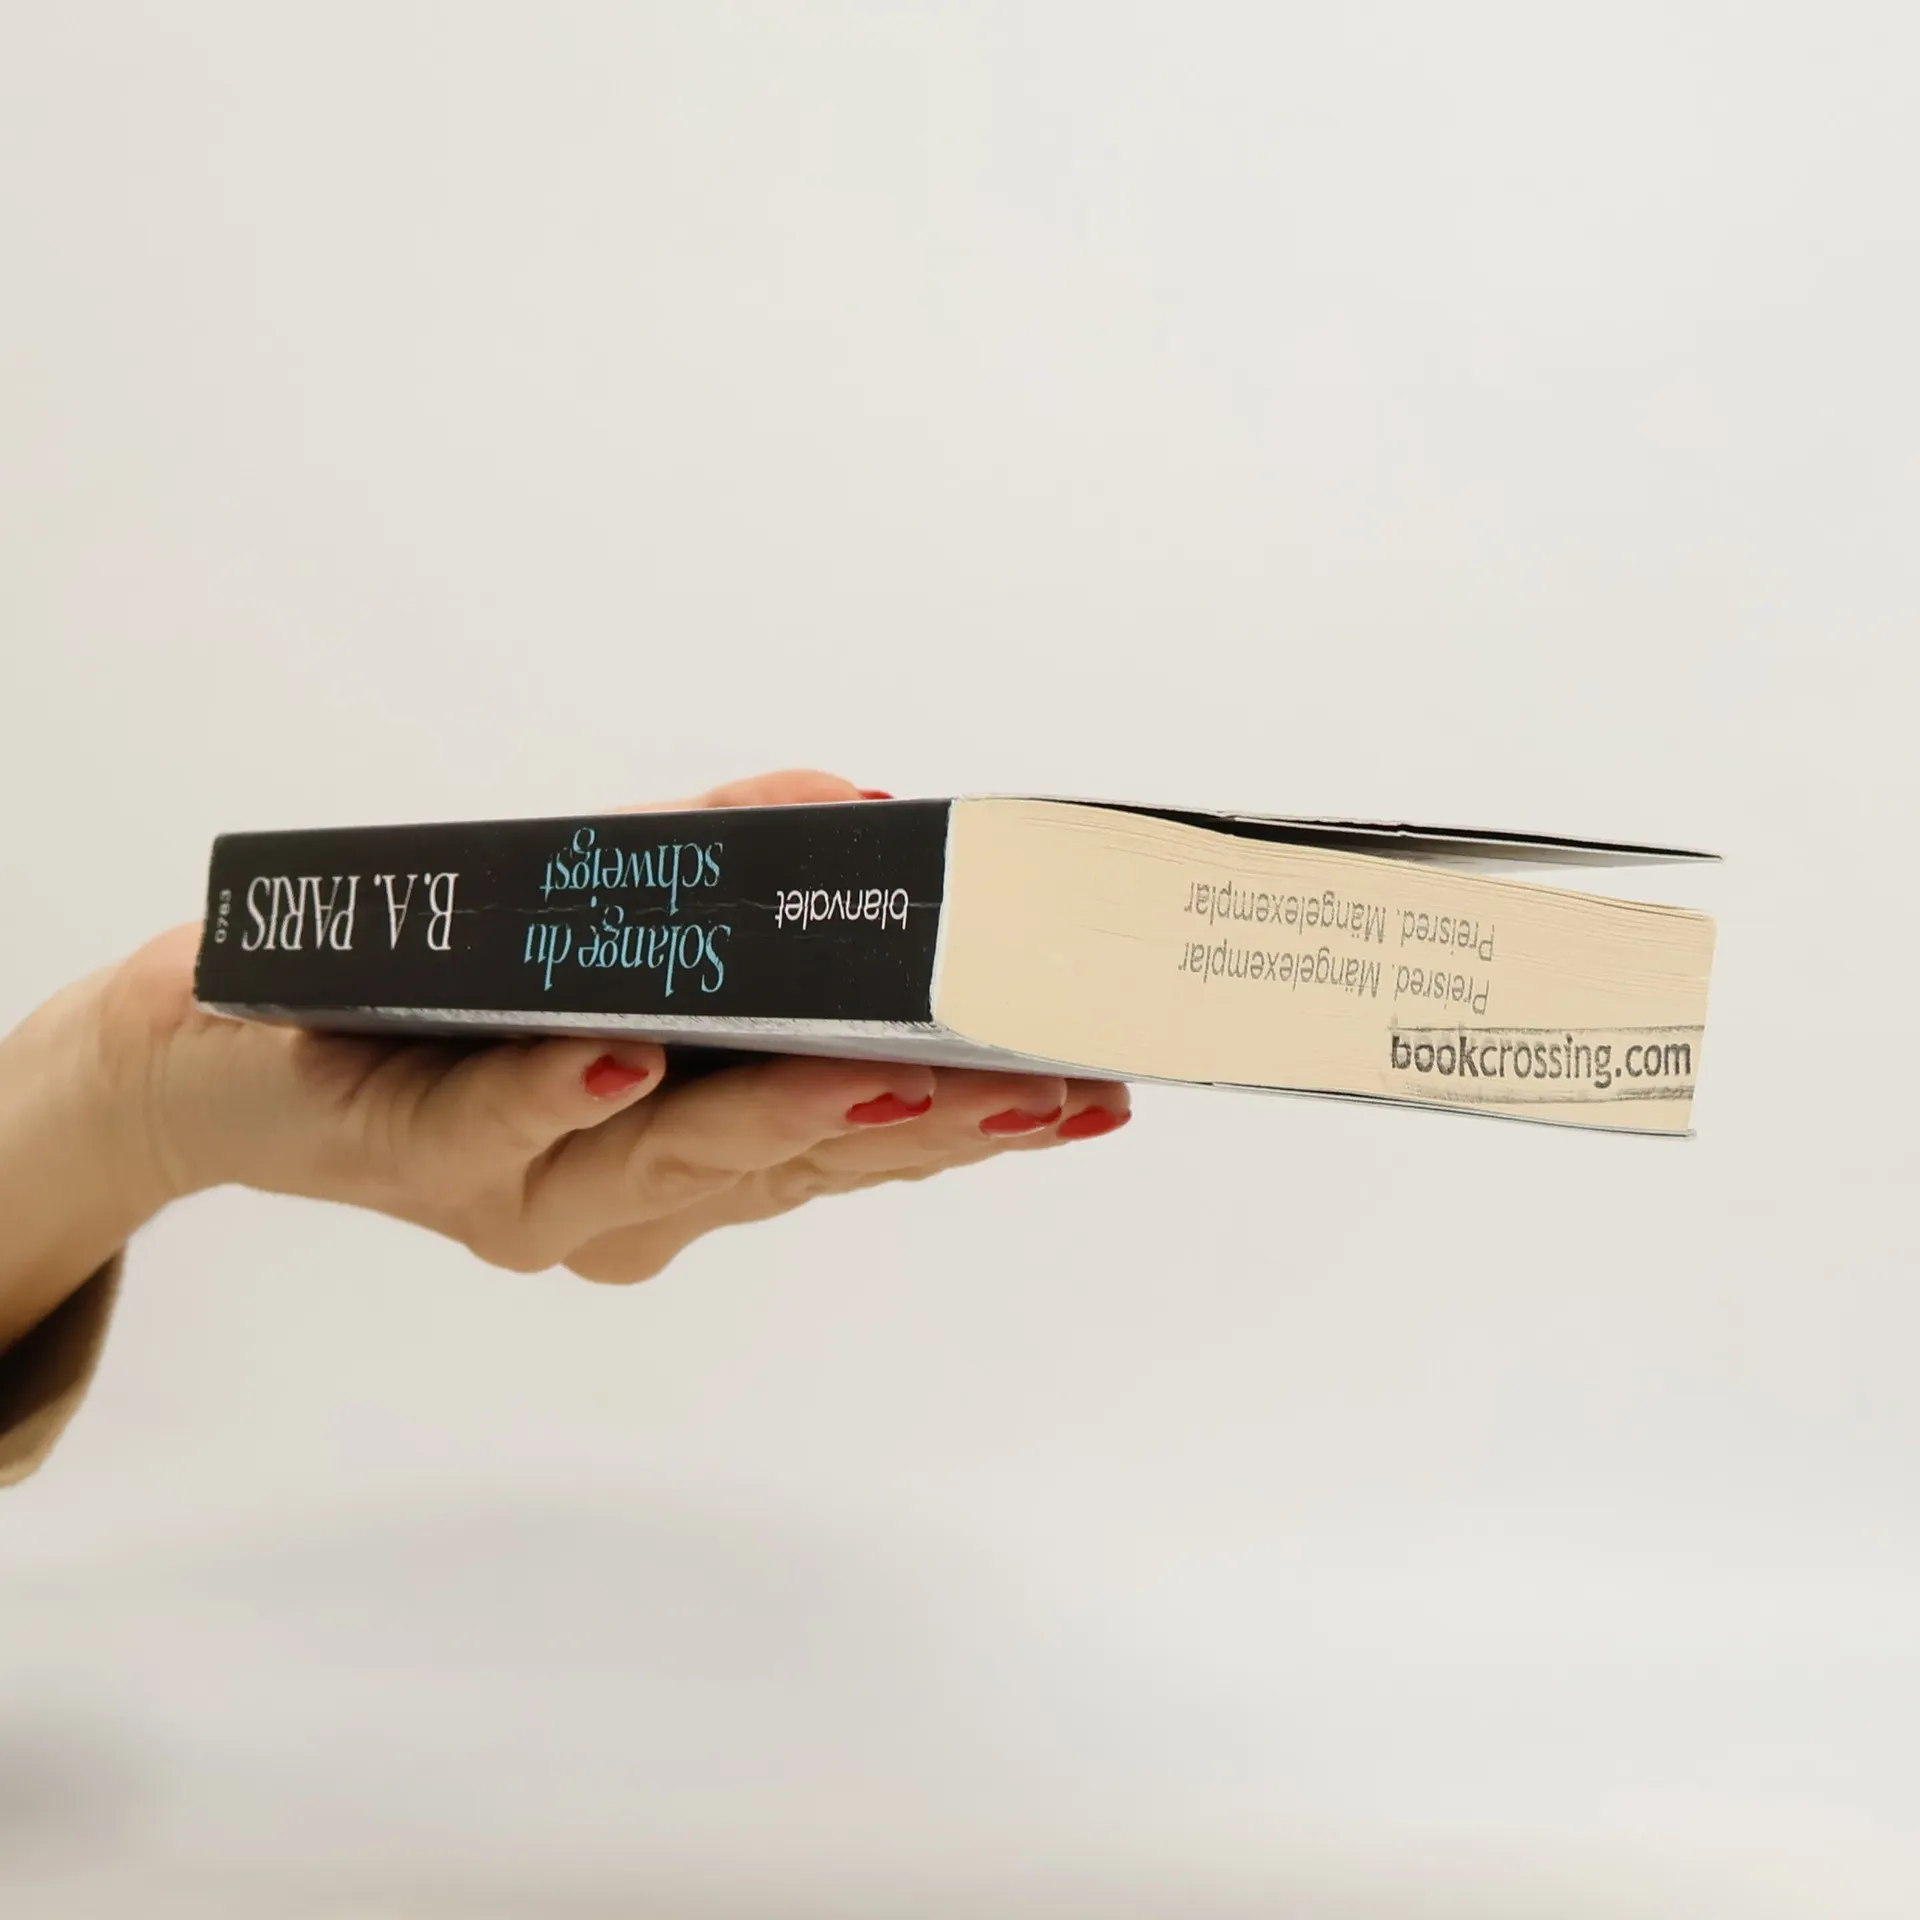 B.A. PARIS
Solange du
schweigst
blanvalet
0783
Preisred. Mängelexemplar
Preisred. Mängelexemplar
bookcrossing.com